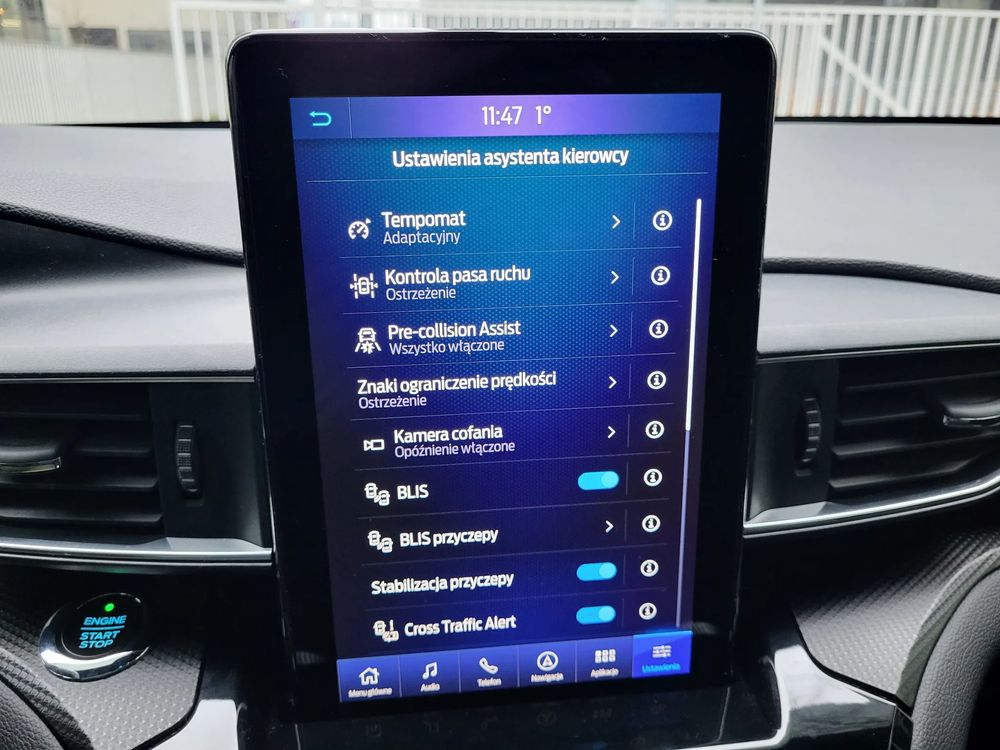 11:47 1°
Ustawienia asystenta kierowcy
Tempomat
Adaptacyjny
Kontrola pasa ruchu
Ostrzeżenie
Pre-collision Assist
Wszystko włączone
Znaki ograniczenie prędkości
Ostrzeżenie
Kamera cofania
Opóźnienie włączone
BLIS
BLIS przyczepy
Stabilizacja przyczepy
Cross Traffic Alert
Menu główne Audio Telefon Nawigacja Aplikacje Ustawienia
ENGINE
START
STOP